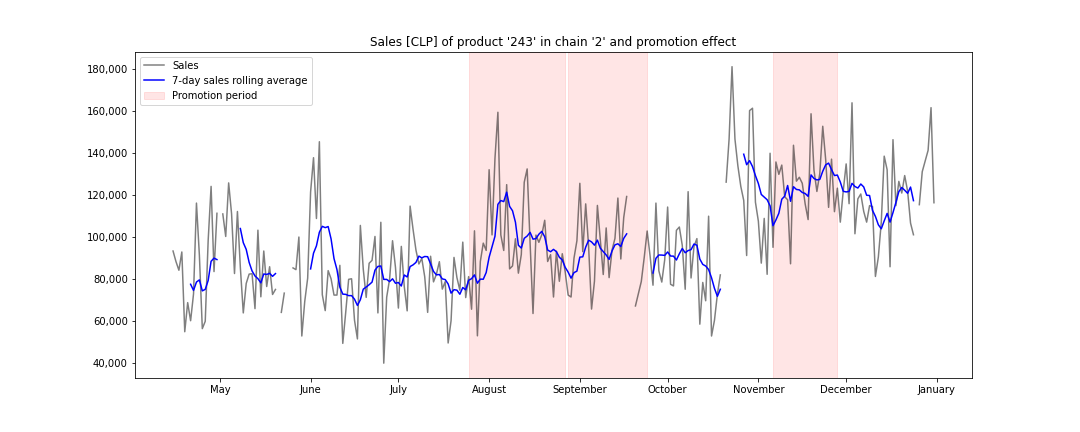 Sales [CLP] of product '243' in chain '2' and promotion effect
Sales
7-day sales rolling average
Promotion period
180,000
160,000
140,000
120,000
100,000
80,000
60,000
40,000
May June July August September October November December January